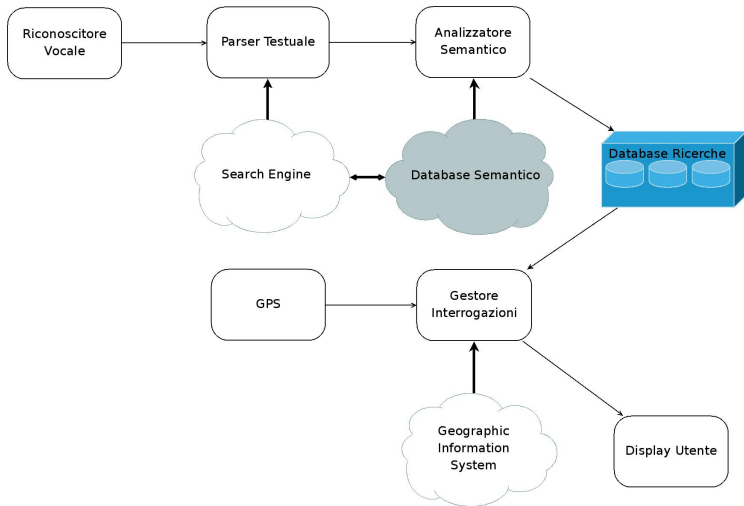 Riconoscitore
Vocale
Parser Testuale
Analizzatore
Semantico
Search Engine
Database Semantico
Database Ricerche
GPS
Gestore
Interrogazioni
Geographic
Information
System
Display Utente